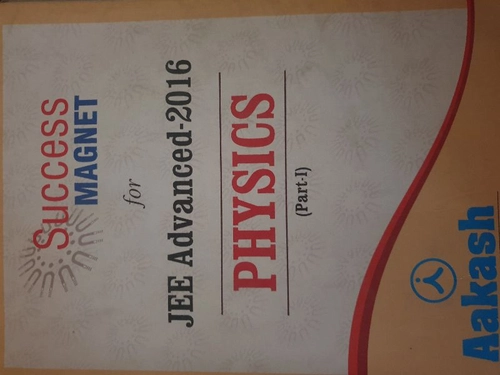 Success
MAGNET
for
JEE Advanced-2016
PHYSICS
(Part-I)
Aakash